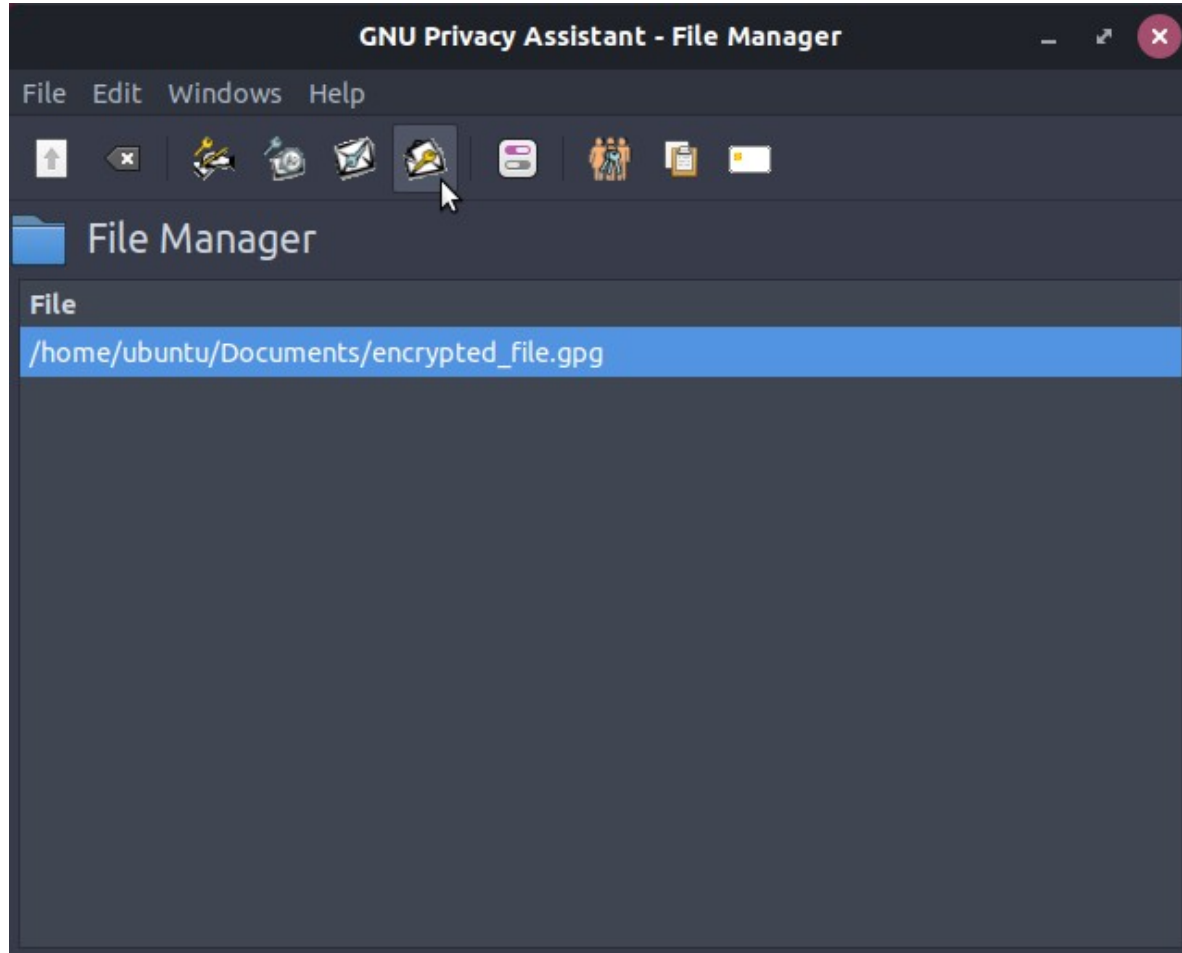 GNU Privacy Assistant - File Manager
File Edit Windows Help
File Manager
File
/home/ubuntu/Documents/encrypted_file.gpg